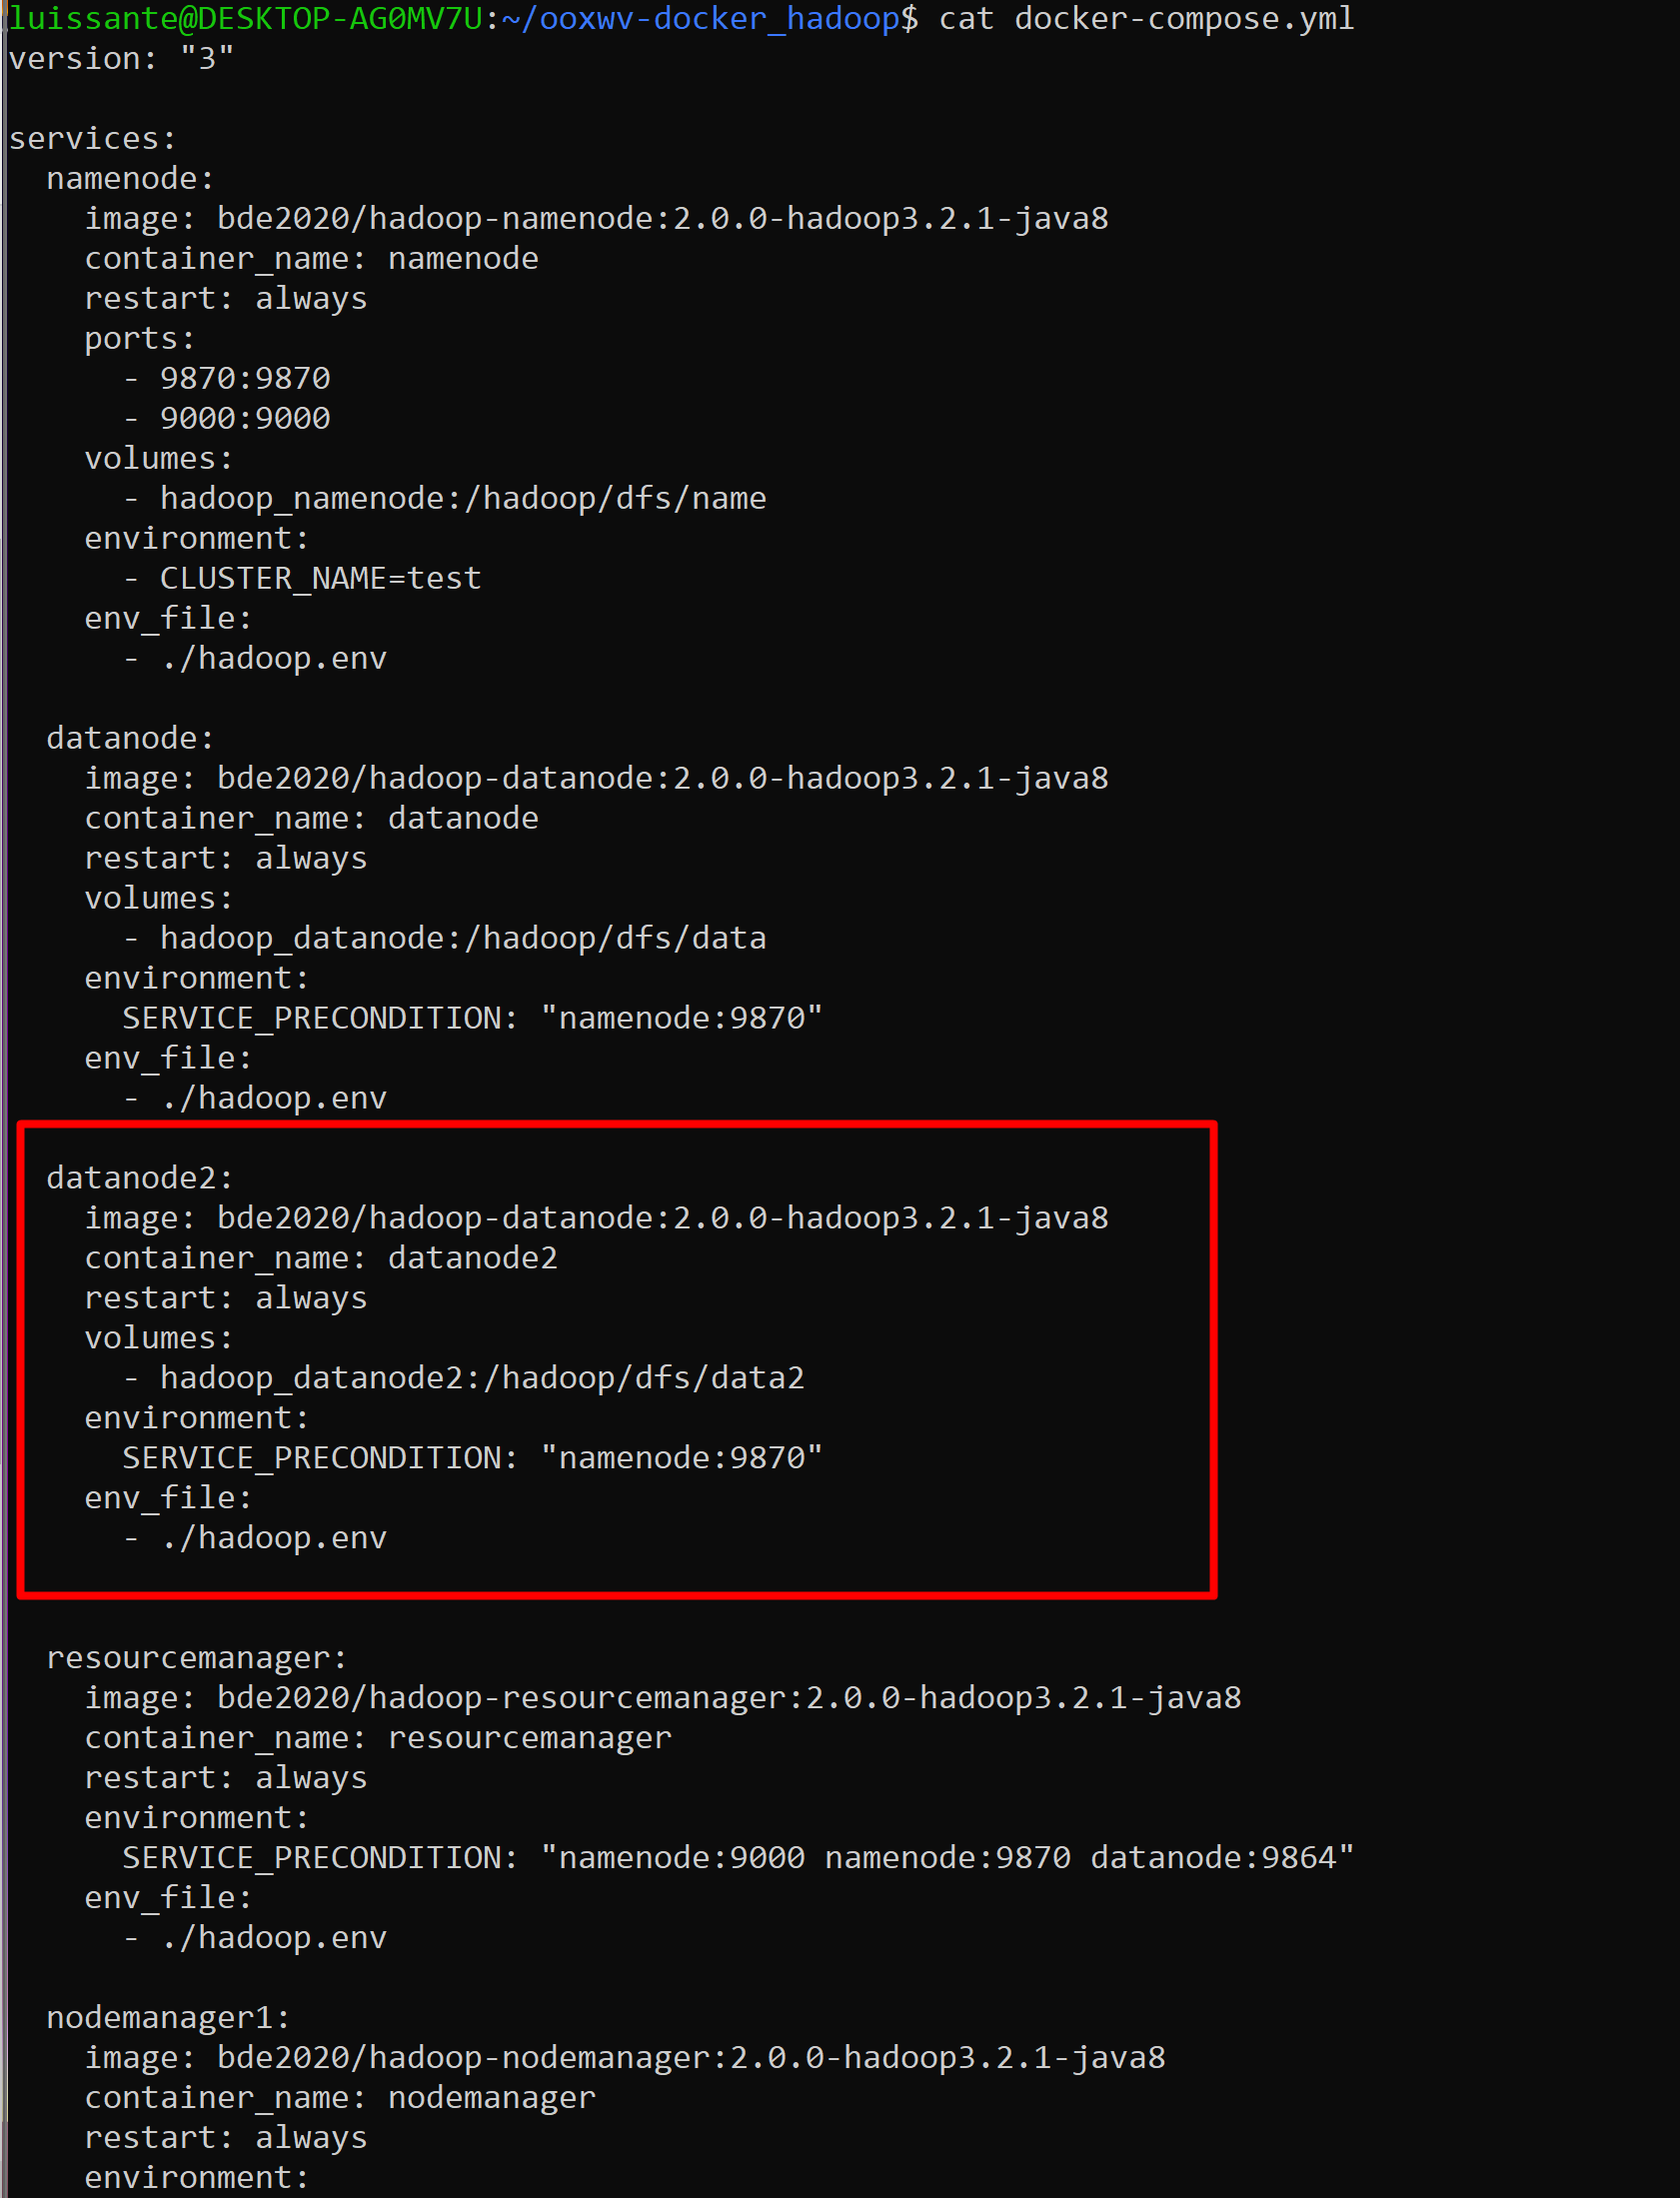 luissante@DESKTOP-AG0MV7U:~/ooxwv-docker_hadoop$ cat docker-compose.yml
version: "3"

services:
  namenode:
    image: bde2020/hadoop-namenode:2.0.0-hadoop3.2.1-java8
    container_name: namenode
    restart: always
    ports:
      - 9870:9870
      - 9000:9000
    volumes:
      - hadoop_namenode:/hadoop/dfs/name
    environment:
      - CLUSTER_NAME=test
    env_file:
      - ./hadoop.env

  datanode:
    image: bde2020/hadoop-datanode:2.0.0-hadoop3.2.1-java8
    container_name: datanode
    restart: always
    volumes:
      - hadoop_datanode:/hadoop/dfs/data
    environment:
      SERVICE_PRECONDITION: "namenode:9870"
    env_file:
      - ./hadoop.env

  datanode2:
    image: bde2020/hadoop-datanode:2.0.0-hadoop3.2.1-java8
    container_name: datanode2
    restart: always
    volumes:
      - hadoop_datanode2:/hadoop/dfs/data2
    environment:
      SERVICE_PRECONDITION: "namenode:9870"
    env_file:
      - ./hadoop.env

  resourcemanager:
    image: bde2020/hadoop-resourcemanager:2.0.0-hadoop3.2.1-java8
    container_name: resourcemanager
    restart: always
    environment:
      SERVICE_PRECONDITION: "namenode:9000 namenode:9870 datanode:9864"
    env_file:
      - ./hadoop.env

  nodemanager1:
    image: bde2020/hadoop-nodemanager:2.0.0-hadoop3.2.1-java8
    container_name: nodemanager
    restart: always
    environment: